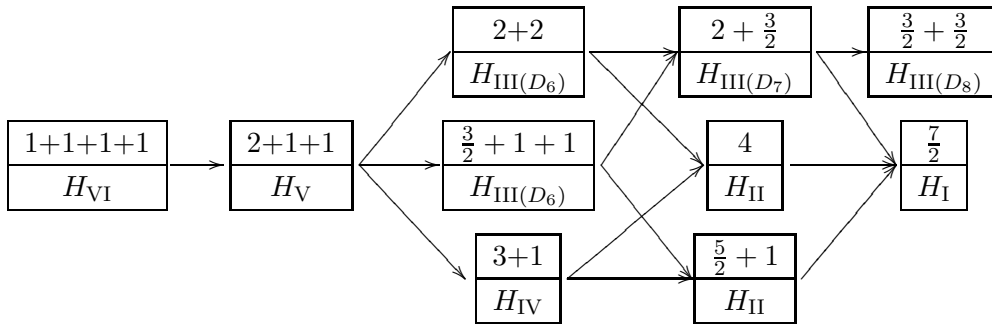 2+2
H_{III(D_6)}
2 + 3/2
H_{III(D_7)}
3/2 + 3/2
H_{III(D_8)}
1+1+1+1
H_{VI}
2+1+1
H_V
3/2 + 1 + 1
H_{III(D_6)}
4
H_{II}
7/2
H_I
3+1
H_{IV}
5/2 + 1
H_{II}